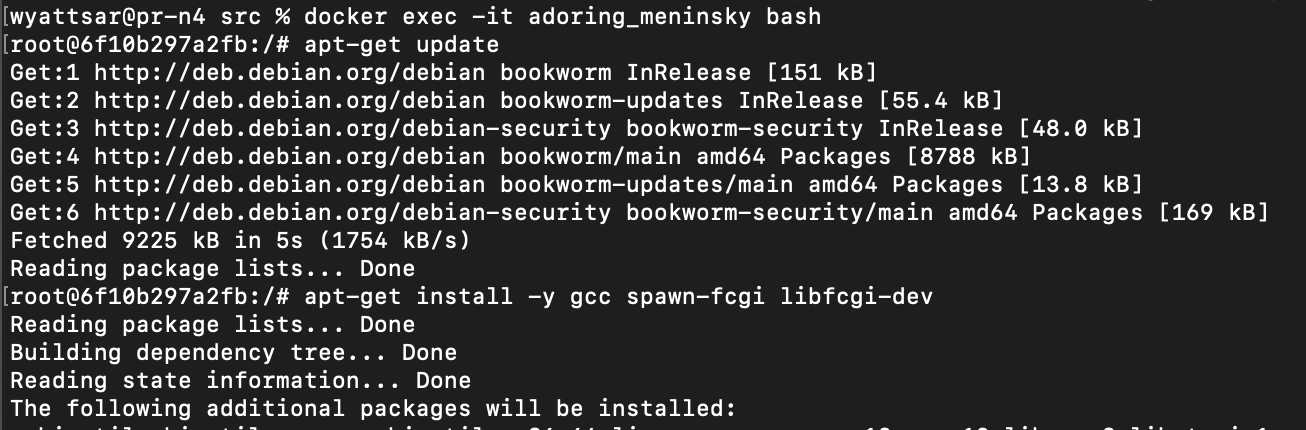 [wyattsar@pr-n4 src % docker exec -it adoring_meninsky bash
[root@6f10b297a2fb:/# apt-get update
Get:1 http://deb.debian.org/debian bookworm InRelease [151 kB]
Get:2 http://deb.debian.org/debian bookworm-updates InRelease [55.4 kB]
Get:3 http://deb.debian.org/debian-security bookworm-security InRelease [48.0 kB]
Get:4 http://deb.debian.org/debian bookworm/main amd64 Packages [8788 kB]
Get:5 http://deb.debian.org/debian bookworm-updates/main amd64 Packages [13.8 kB]
Get:6 http://deb.debian.org/debian-security bookworm-security/main amd64 Packages [169 kB]
Fetched 9225 kB in 5s (1754 kB/s)
Reading package lists... Done
[root@6f10b297a2fb:/# apt-get install -y gcc spawn-fcgi libfcgi-dev
Reading package lists... Done
Building dependency tree... Done
Reading state information... Done
The following additional packages will be installed: